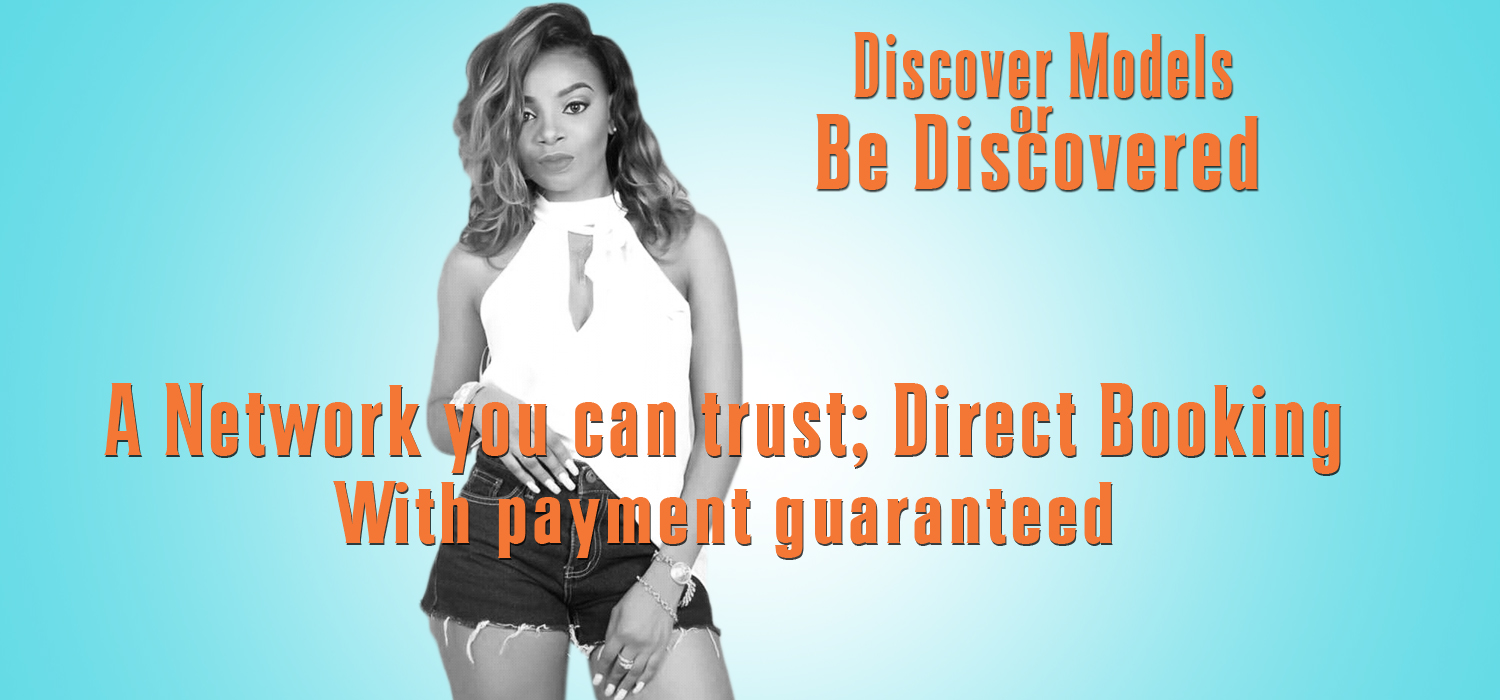 Discover Models
or
Be Discovered
A Network you can trust; Direct Booking
With payment guaranteed